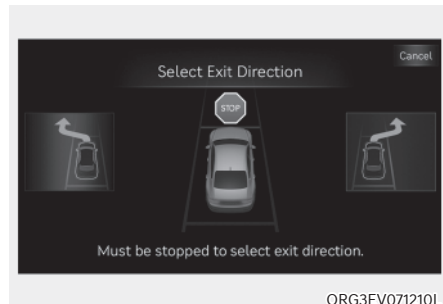 Cancel
Select Exit Direction
STOP
Must be stopped to select exit direction.
ORG3EV071210L